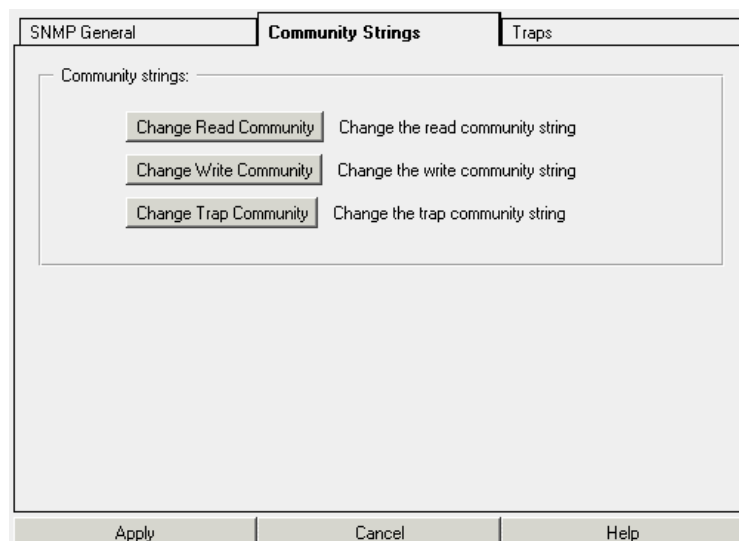 SNMP General Community Strings Traps
Community strings:
Change Read Community Change the read community string
Change Write Community Change the write community string
Change Trap Community Change the trap community string
Apply Cancel Help